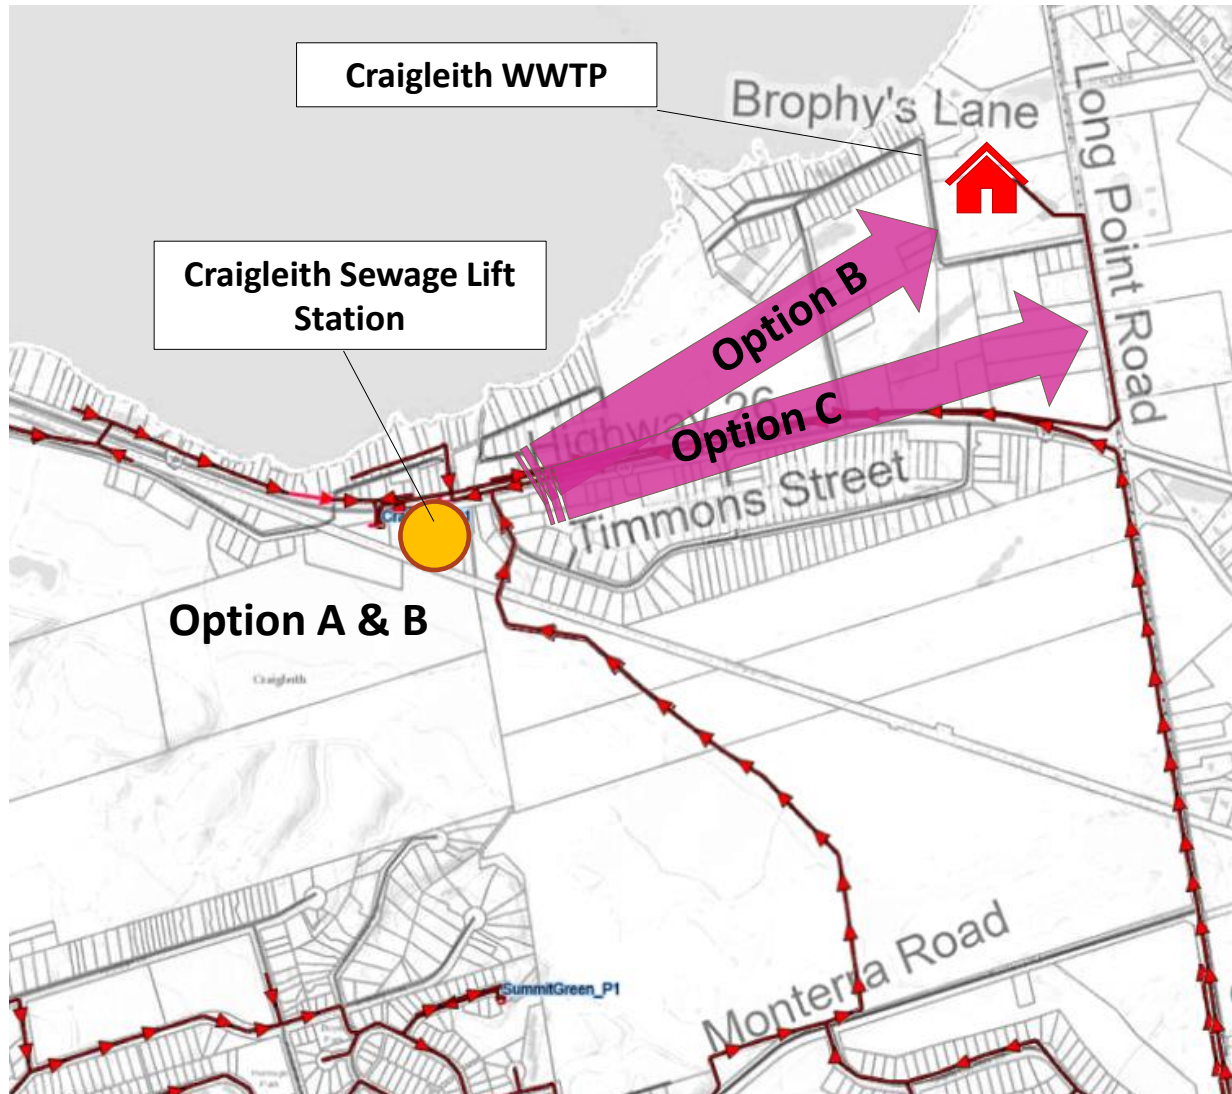 Craigleith WWTP
Brophy's Lane
Long Point Road
Craigleith Sewage Lift
Station
Option B
Highway 26
Option C
Timmons Street
Option A & B
Craigleith
SummitGreen_P1
Monterra Road